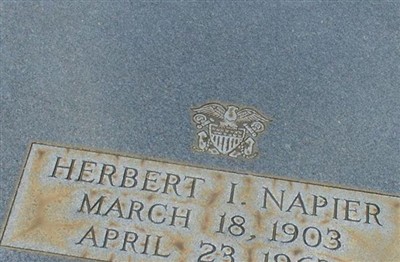 HERBERT I. NAPIER
MARCH 18, 1903
APRIL 23